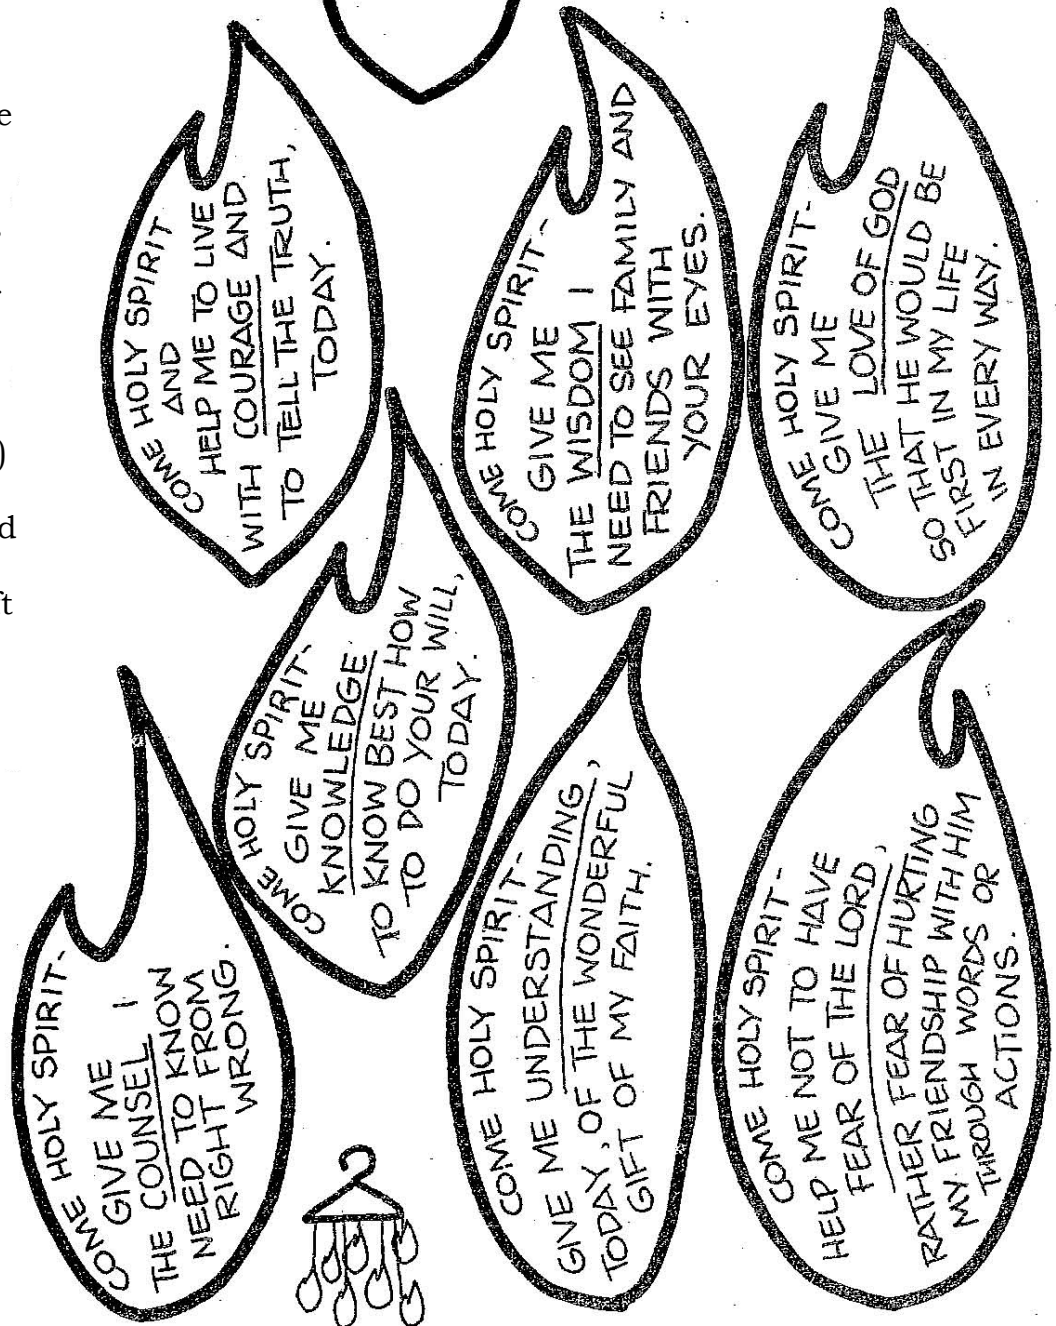 e
)
d
ft
COME HOLY SPIRIT
AND
HELP ME TO LIVE
WITH COURAGE AND
TO TELL THE TRUTH,
TODAY.
COME HOLY SPIRIT-
GIVE ME
THE WISDOM I
NEED TO SEE FAMILY AND
FRIENDS WITH
YOUR EYES.
COME HOLY SPIRIT-
GIVE ME
THE LOVE OF GOD
SO THAT HE WOULD BE
FIRST IN MY LIFE
IN EVERY WAY.
COME HOLY SPIRIT-
GIVE ME
KNOWLEDGE
TO KNOW BEST HOW
TO DO YOUR WILL,
TODAY.
COME HOLY SPIRIT-
GIVE ME
THE COUNSEL I
NEED TO KNOW
RIGHT FROM
WRONG.
COME HOLY SPIRIT-
GIVE ME UNDERSTANDING,
TODAY, OF THE WONDERFUL
GIFT OF MY FAITH.
COME HOLY SPIRIT-
HELP ME NOT TO HAVE
FEAR OF THE LORD,
RATHER FEAR OF HURTING
MY FRIENDSHIP WITH HIM
THROUGH WORDS OR
ACTIONS.